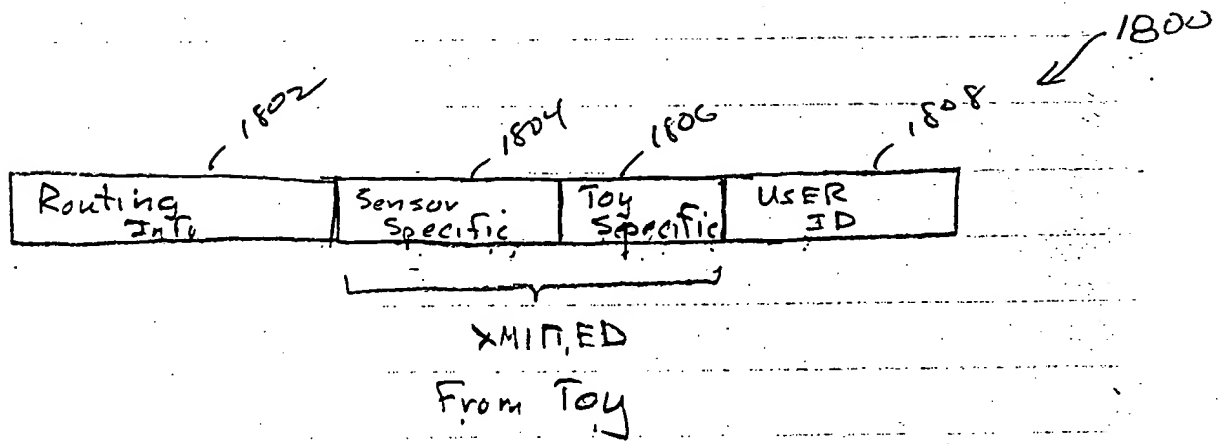 1800
1802
1804
1806
1808
Routing
Info
Sensor
Specific
Toy
Specific
USER
ID
XMITTED
From Toy